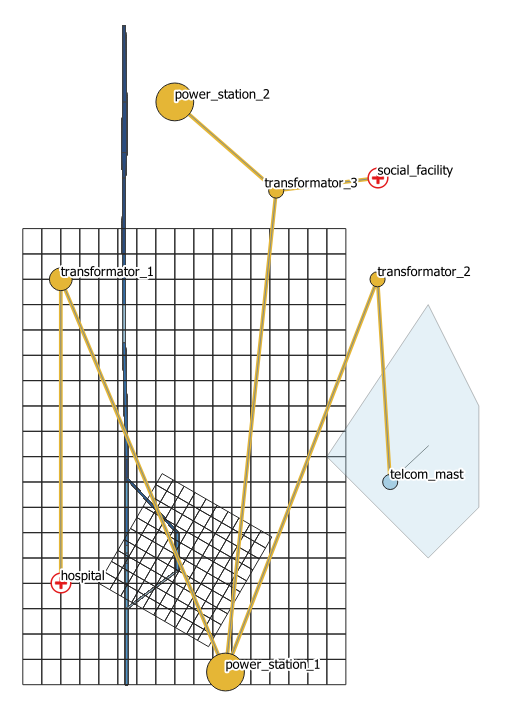 power_station_2
social_facility
transformator_3
transformator_1
transformator_2
telcom_mast
hospital
power_station_1